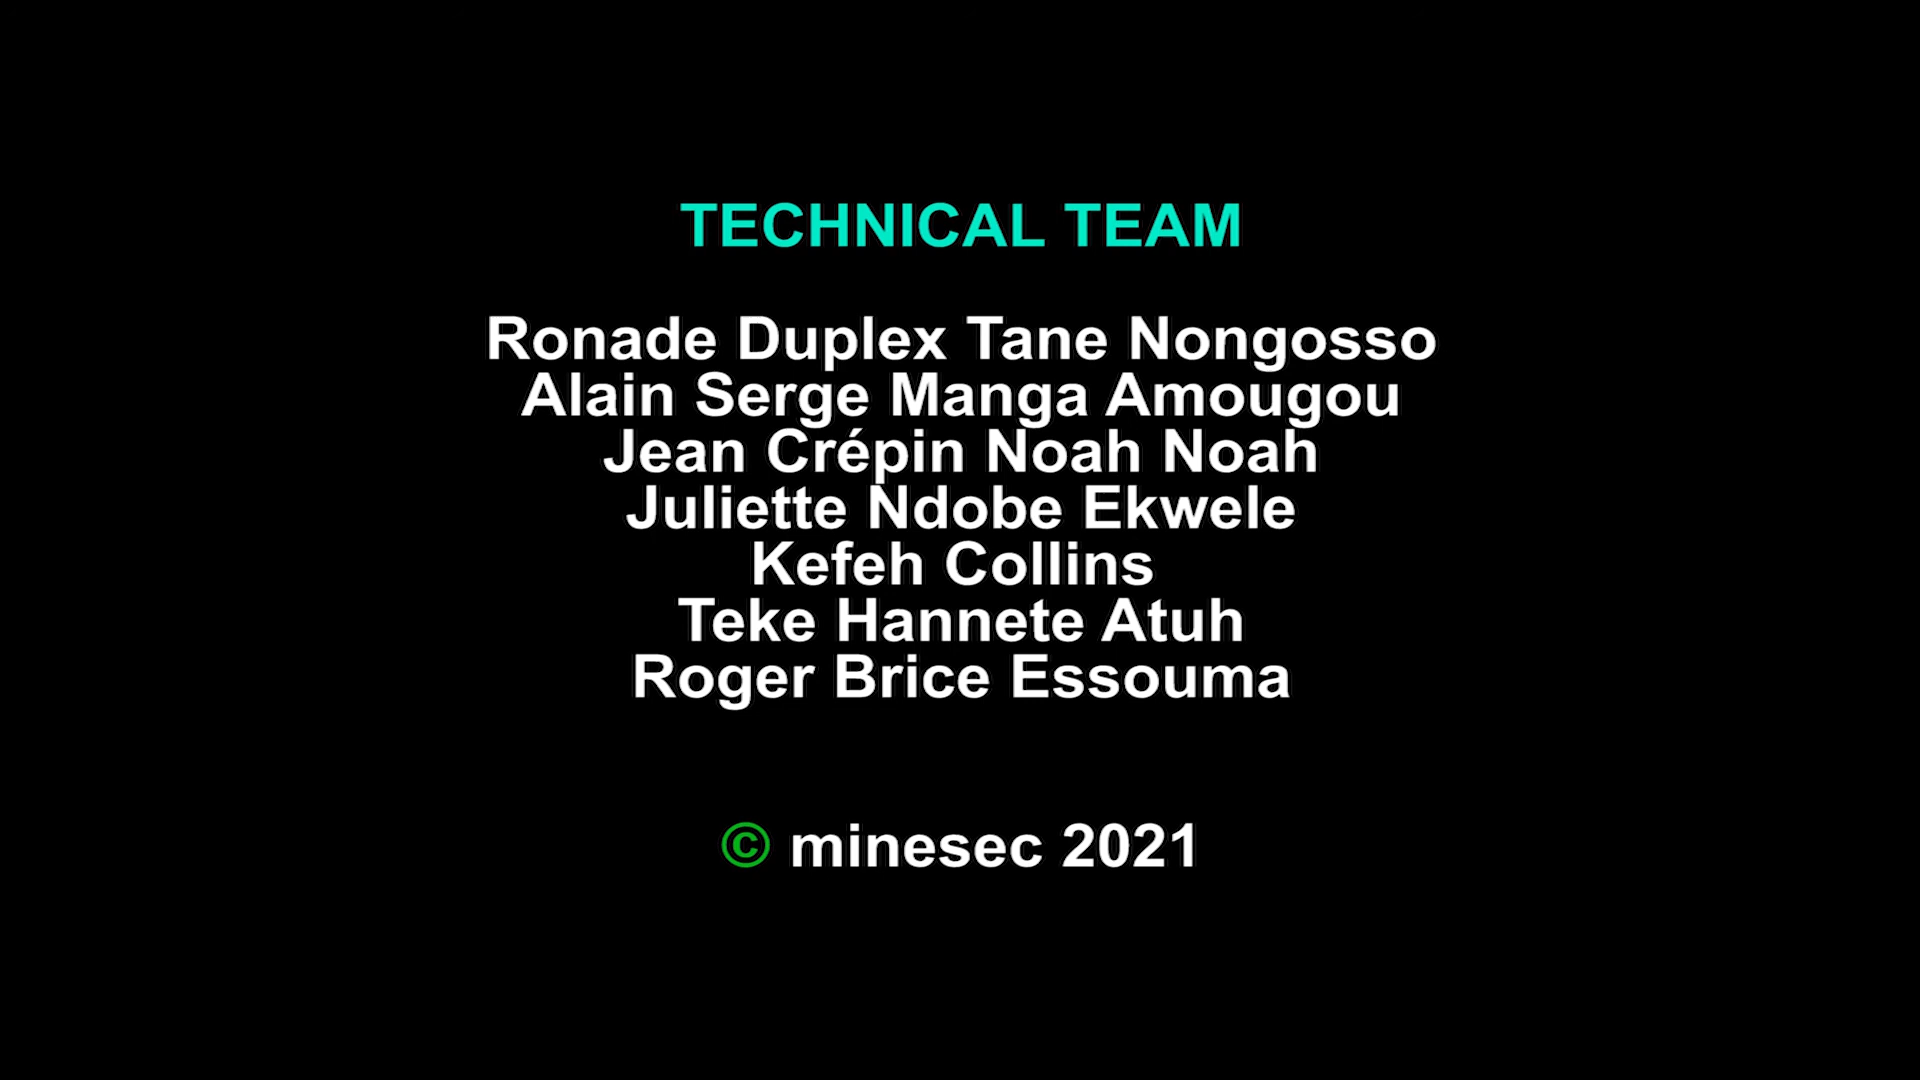 TECHNICAL TEAM
Ronade Duplex Tane Nongosso
Alain Serge Manga Amougou
Jean Crépin Noah Noah
Juliette Ndobe Ekwele
Kefeh Collins
Teke Hannete Atuh
Roger Brice Essouma
© minesec 2021